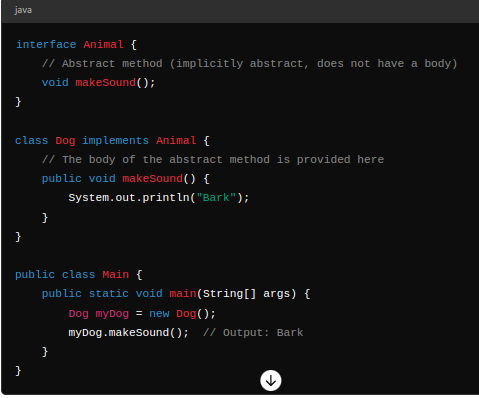 java
interface Animal {
// Abstract method (implicitly abstract, does not have a body)
void makeSound();
}
class Dog implements Animal {
// The body of the abstract method is provided here
public void makeSound() {
System.out.println("Bark");
}
}
public class Main {
public static void main(String[] args) {
Dog myDog = new Dog();
myDog.makeSound();  // Output: Bark
}
}